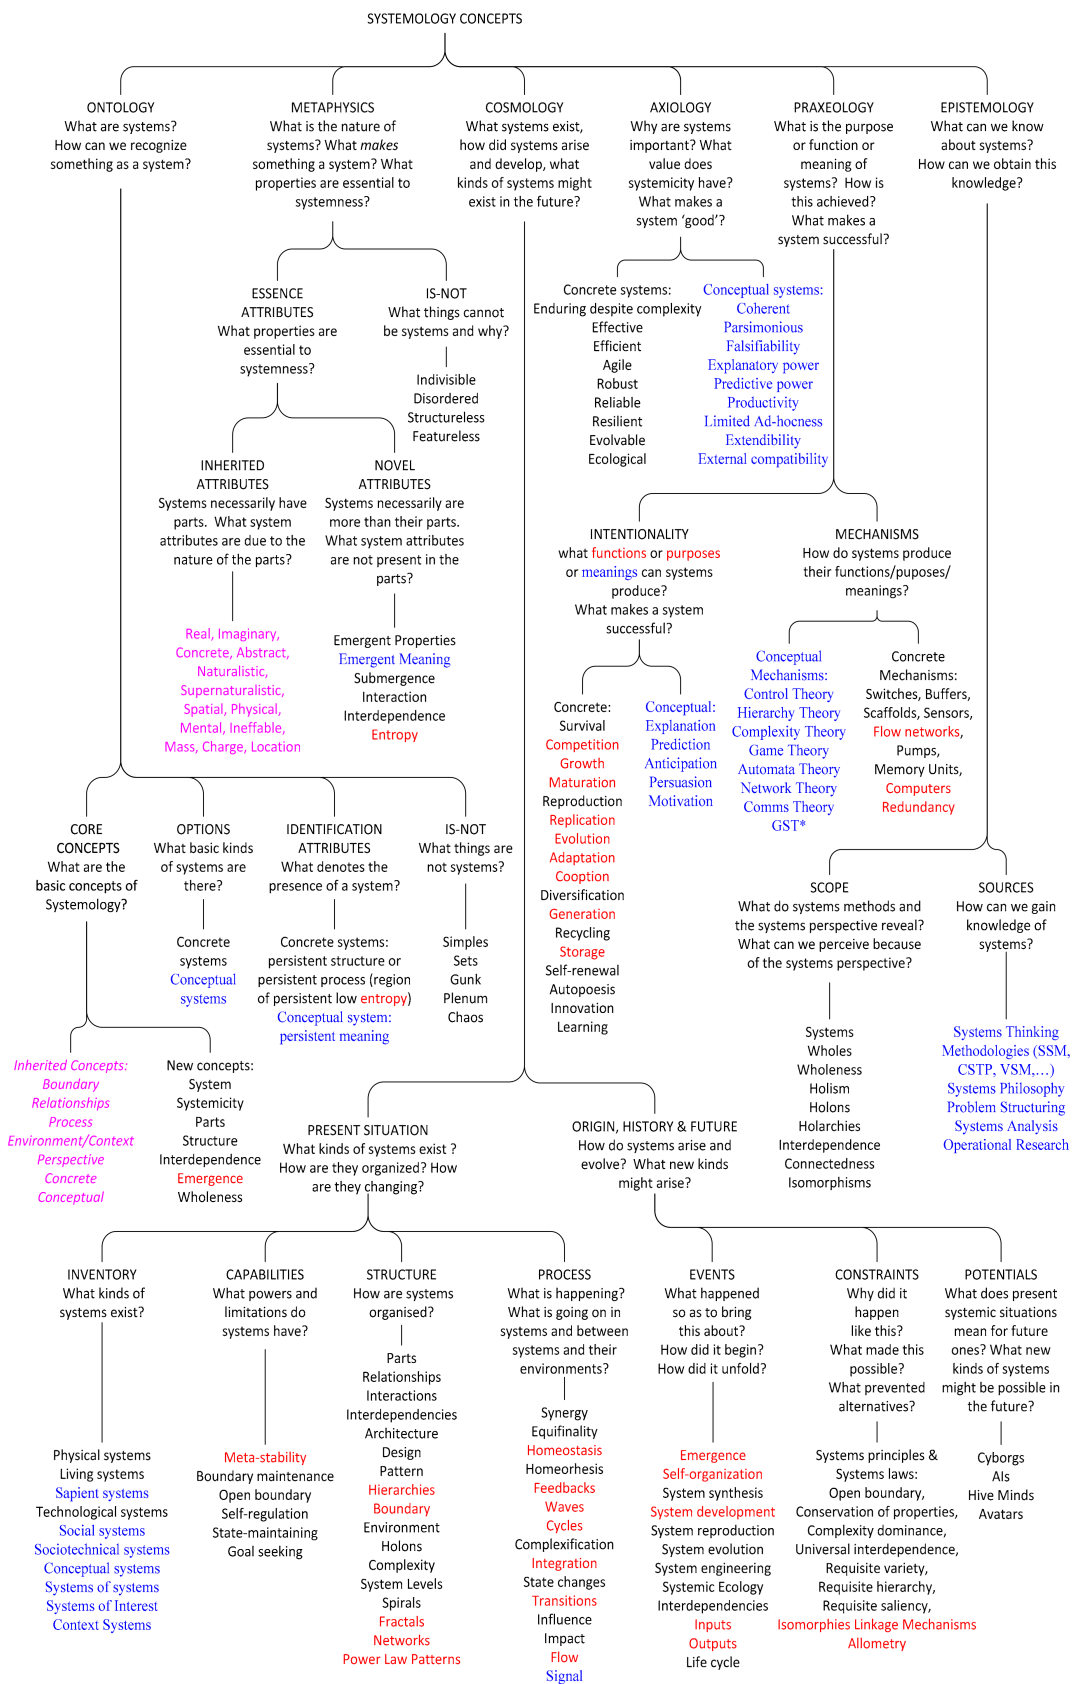 SYSTEMOLOGY CONCEPTS
ONTOLOGY
What are systems?
How can we recognize
something as a system?
METAPHYSICS
What is the nature of
systems? What makes
something a system? What
properties are essential to
systemness?
COSMOLOGY
What systems exist,
how did systems arise
and develop, what
kinds of systems might
exist in the future?
AXIOLOGY
Why are systems
important? What
value does
systemicity have?
What makes a
system ‘good’?
PRAXEOLOGY
What is the purpose
or function or
meaning of
systems? How is
this achieved?
What makes a
system successful?
EPISTEMOLOGY
What can we know
about systems?
How can we obtain this
knowledge?
ESSENCE
ATTRIBUTES
What properties are
essential to
systemness?
IS-NOT
What things cannot
be systems and why?
Indivisible
Disordered
Structureless
Featureless
Concrete systems:
Enduring despite complexity
Effective
Efficient
Agile
Robust
Reliable
Resilient
Evolvable
Ecological
Conceptual systems:
Coherent
Parsimonious
Falsifiability
Explanatory power
Predictive power
Productivity
Limited Ad-hocness
Extendibility
External compatibility
INHERITED
ATTRIBUTES
Systems necessarily have
parts. What system
attributes are due to the
nature of the parts?
Real, Imaginary,
Concrete, Abstract,
Naturalistic,
Supernaturalistic,
Spatial, Physical,
Mental, Ineffable,
Mass, Charge, Location
NOVEL
ATTRIBUTES
Systems necessarily are
more than their parts.
What system attributes
are not present in the
parts?
Emergent Properties
Emergent Meaning
Submergence
Interaction
Interdependence
Entropy
INTENTIONALITY
what functions or purposes
or meanings can systems
produce?
What makes a system
successful?
Concrete:
Survival
Competition
Growth
Maturation
Reproduction
Replication
Evolution
Adaptation
Cooption
Diversification
Generation
Recycling
Storage
Self-renewal
Autopoesis
Innovation
Learning
Conceptual:
Explanation
Prediction
Anticipation
Persuasion
Motivation
MECHANISMS
How do systems produce
their functions/puposes/
meanings?
Conceptual
Mechanisms:
Control Theory
Hierarchy Theory
Complexity Theory
Game Theory
Automata Theory
Network Theory
Comms Theory
GST*
Concrete
Mechanisms:
Switches, Buffers,
Scaffolds, Sensors,
Flow networks,
Pumps,
Memory Units,
Computers
Redundancy
CORE
CONCEPTS
What are the
basic concepts of
Systemology?
OPTIONS
What basic kinds
of systems are
there?
Concrete
systems
Conceptual
systems
IDENTIFICATION
ATTRIBUTES
What denotes the
presence of a system?
Concrete systems:
persistent structure or
persistent process (region
of persistent low entropy)
Conceptual system:
persistent meaning
IS-NOT
What things are
not systems?
Simples
Sets
Gunk
Plenum
Chaos
SCOPE
What do systems methods and
the systems perspective reveal?
What can we perceive because
of the systems perspective?
Systems
Wholes
Wholeness
Holism
Holons
Holarchies
Interdependence
Connectedness
Isomorphisms
SOURCES
How can we gain
knowledge of
systems?
Systems Thinking
Methodologies (SSM,
CSTP, VSM,...)
Systems Philosophy
Problem Structuring
Systems Analysis
Operational Research
Inherited Concepts:
Boundary
Relationships
Process
Environment/Context
Perspective
Concrete
Conceptual
New concepts:
System
Systemicity
Parts
Structure
Interdependence
Emergence
Wholeness
PRESENT SITUATION
What kinds of systems exist ?
How are they organized? How
are they changing?
ORIGIN, HISTORY & FUTURE
How do systems arise and
evolve? What new kinds
might arise?
INVENTORY
What kinds of
systems exist?
Physical systems
Living systems
Sapient systems
Technological systems
Social systems
Sociotechnical systems
Conceptual systems
Systems of systems
Systems of Interest
Context Systems
CAPABILITIES
What powers and
limitations do
systems have?
Meta-stability
Boundary maintenance
Open boundary
Self-regulation
State-maintaining
Goal seeking
STRUCTURE
How are systems
organised?
Parts
Relationships
Interactions
Interdependencies
Architecture
Design
Pattern
Hierarchies
Boundary
Environment
Holons
Complexity
System Levels
Spirals
Fractals
Networks
Power Law Patterns
PROCESS
What is happening?
What is going on in
systems and between
systems and their
environments?
Synergy
Equifinality
Homeostasis
Homeorhesis
Feedbacks
Waves
Cycles
Complexification
Integration
State changes
Transitions
Influence
Impact
Flow
Signal
EVENTS
What happened
so as to bring
this about?
How did it begin?
How did it unfold?
Emergence
Self-organization
System synthesis
System development
System reproduction
System evolution
System engineering
Systemic Ecology
Interdependencies
Inputs
Outputs
Life cycle
CONSTRAINTS
Why did it
happen
like this?
What made this
possible?
What prevented
alternatives?
Systems principles &
Systems laws:
Open boundary,
Conservation of properties,
Complexity dominance,
Universal interdependence,
Requisite variety,
Requisite hierarchy,
Requisite saliency,
Isomorphies Linkage Mechanisms
Allometry
POTENTIALS
What does present
systemic situations
mean for future
ones? What new
kinds of systems
might be possible in
the future?
Cyborgs
AIs
Hive Minds
Avatars